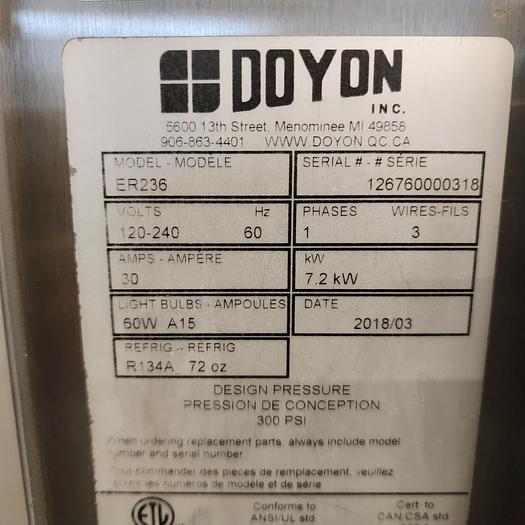 DOYON
INC.
5600 13th Street, Menominee MI 49858
906-863-4401 WWW.DOYON.QC.CA
MODEL - MODÈLE
ER236
SERIAL # - # SÉRIE
126760000318
VOLTS Hz
120-240 60
PHASES WIRES-FILS
1 3
AMPS - AMPÈRE
30
kW
7.2 kW
LIGHT BULBS - AMPOULES
60W A15
DATE
2018/03
REFRIG - REFRIG
R134A 72 oz
DESIGN PRESSURE
PRESSION DE CONCEPTION
300 PSI
When ordering replacement parts, always include model
number and serial number
Pour commander des pieces de remplacement, veuillez
fournir les numéros de modèle et de série
ETL
Conforms to
ANSI/UL std
Cert to
CAN/CSA std